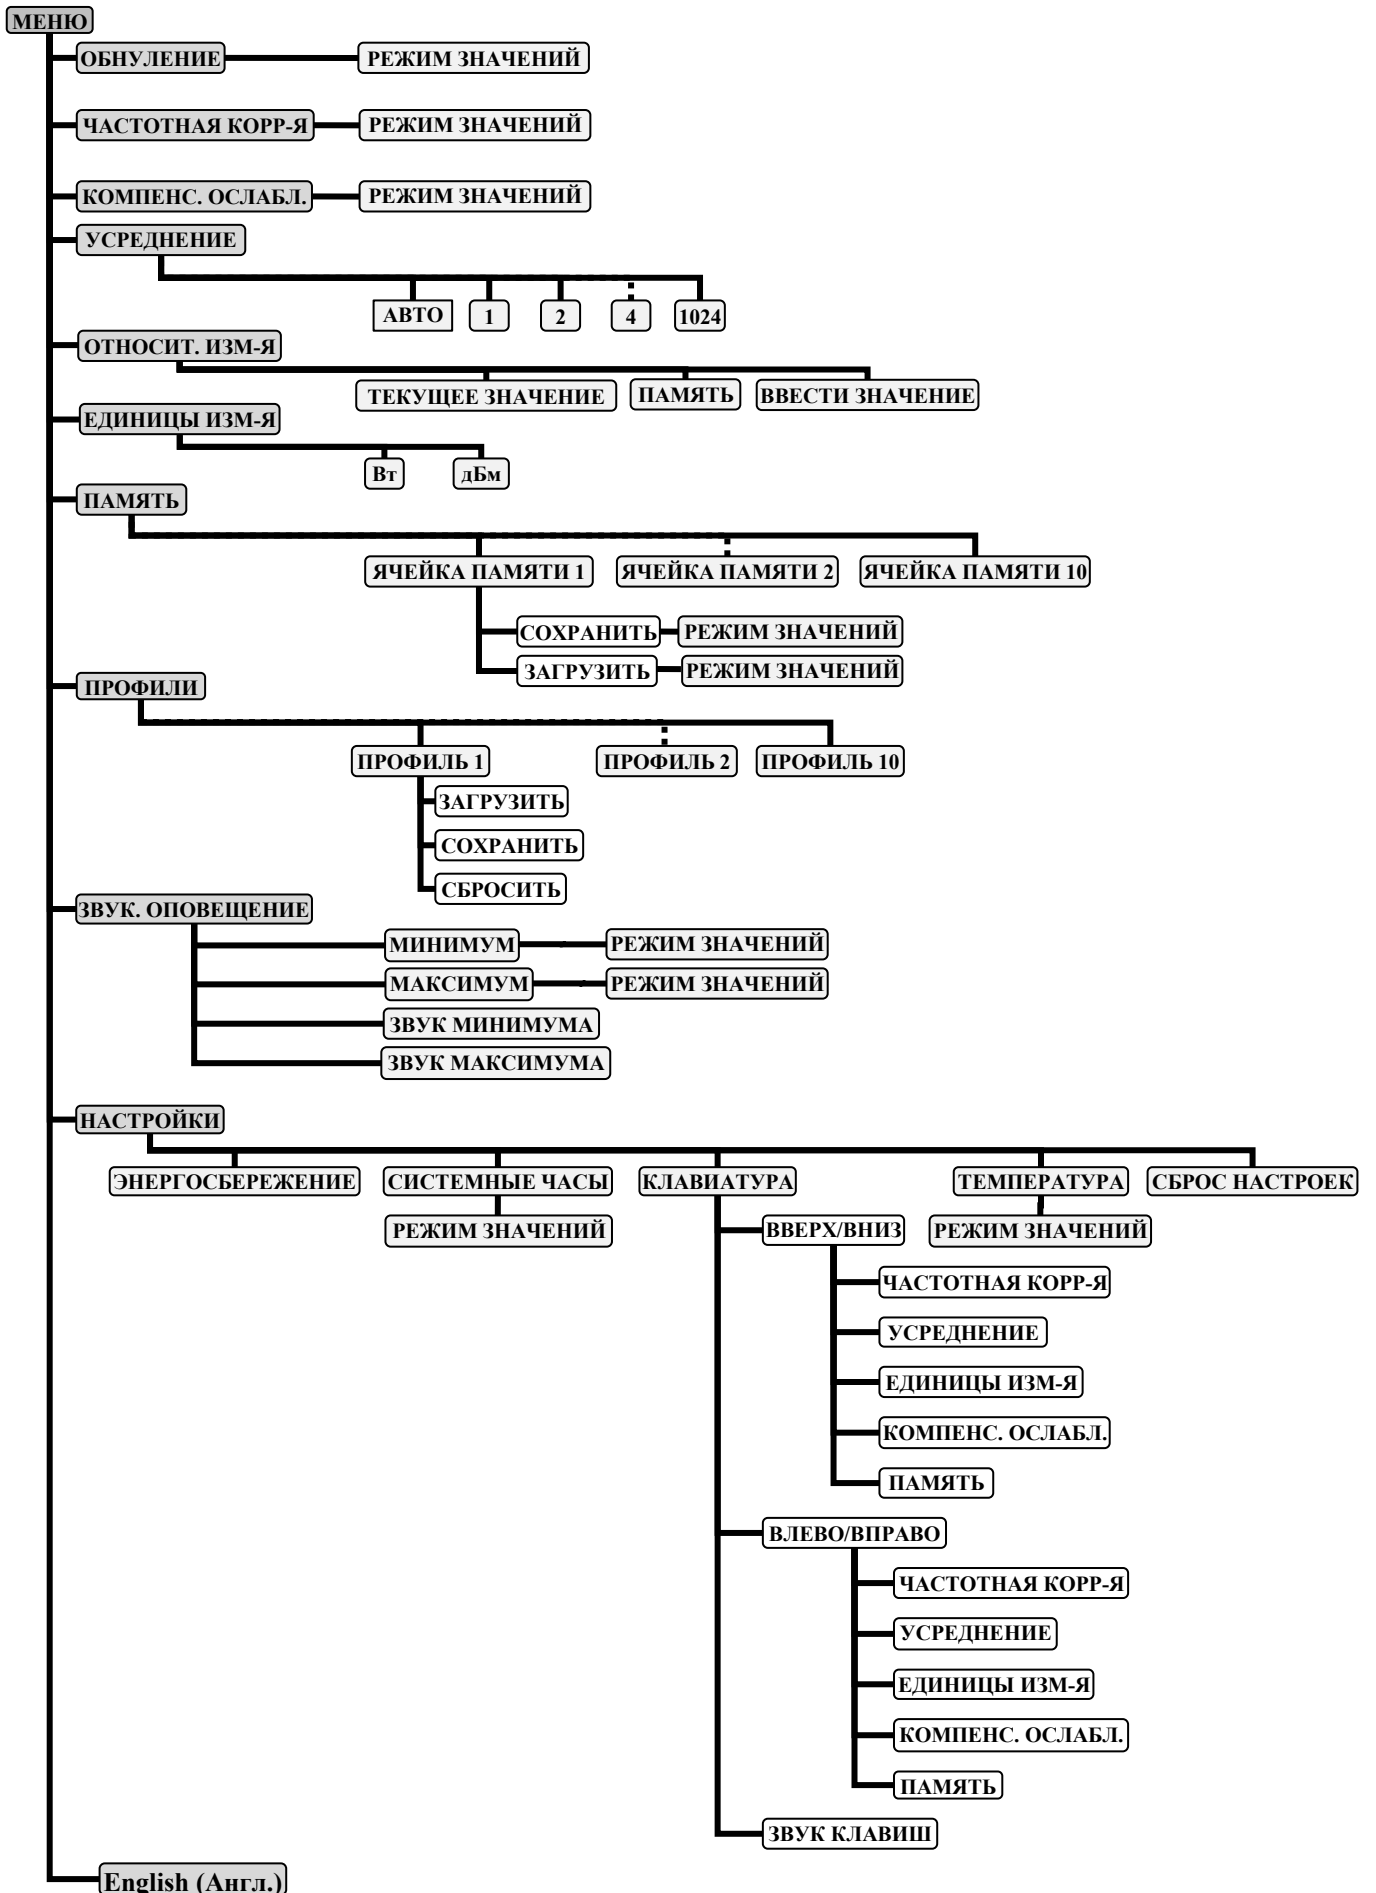 МЕНЮ
ОБНУЛЕНИЕ РЕЖИМ ЗНАЧЕНИЙ
ЧАСТОТНАЯ КОРР-Я РЕЖИМ ЗНАЧЕНИЙ
КОМПЕНС. ОСЛАБЛ. РЕЖИМ ЗНАЧЕНИЙ
УСРЕДНЕНИЕ
АВТО 1 2 4 1024
ОТНОСИТ. ИЗМ-Я
ТЕКУЩЕЕ ЗНАЧЕНИЕ ПАМЯТЬ ВВЕСТИ ЗНАЧЕНИЕ
ЕДИНИЦЫ ИЗМ-Я
Вт дБм
ПАМЯТЬ
ЯЧЕЙКА ПАМЯТИ 1 ЯЧЕЙКА ПАМЯТИ 2 ЯЧЕЙКА ПАМЯТИ 10
СОХРАНИТЬ РЕЖИМ ЗНАЧЕНИЙ
ЗАГРУЗИТЬ РЕЖИМ ЗНАЧЕНИЙ
ПРОФИЛИ
ПРОФИЛЬ 1 ПРОФИЛЬ 2 ПРОФИЛЬ 10
ЗАГРУЗИТЬ
СОХРАНИТЬ
СБРОСИТЬ
ЗВУК. ОПОВЕЩЕНИЕ
МИНИМУМ РЕЖИМ ЗНАЧЕНИЙ
МАКСИМУМ РЕЖИМ ЗНАЧЕНИЙ
ЗВУК МИНИМУМА
ЗВУК МАКСИМУМА
НАСТРОЙКИ
ЭНЕРГОСБЕРЕЖЕНИЕ СИСТЕМНЫЕ ЧАСЫ КЛАВИАТУРА ТЕМПЕРАТУРА СБРОС НАСТРОЕК
РЕЖИМ ЗНАЧЕНИЙ ВВЕРХ/ВНИЗ РЕЖИМ ЗНАЧЕНИЙ
ЧАСТОТНАЯ КОРР-Я
УСРЕДНЕНИЕ
ЕДИНИЦЫ ИЗМ-Я
КОМПЕНС. ОСЛАБЛ.
ПАМЯТЬ
ВЛЕВО/ВПРАВО
ЧАСТОТНАЯ КОРР-Я
УСРЕДНЕНИЕ
ЕДИНИЦЫ ИЗМ-Я
КОМПЕНС. ОСЛАБЛ.
ПАМЯТЬ
ЗВУК КЛАВИШ
English (Англ.)